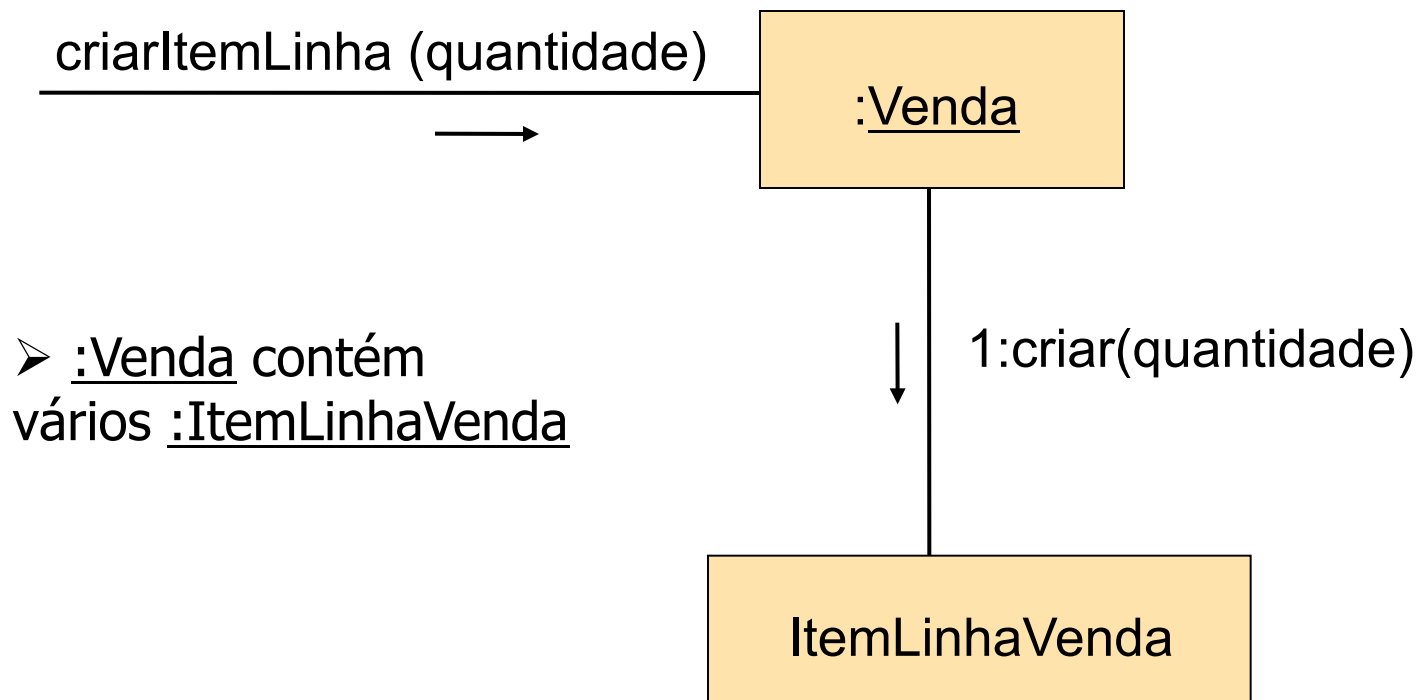 criarItemLinha (quantidade)
:Venda
1:criar(quantidade)
➢ :Venda contém
vários :ItemLinhaVenda
ItemLinhaVenda